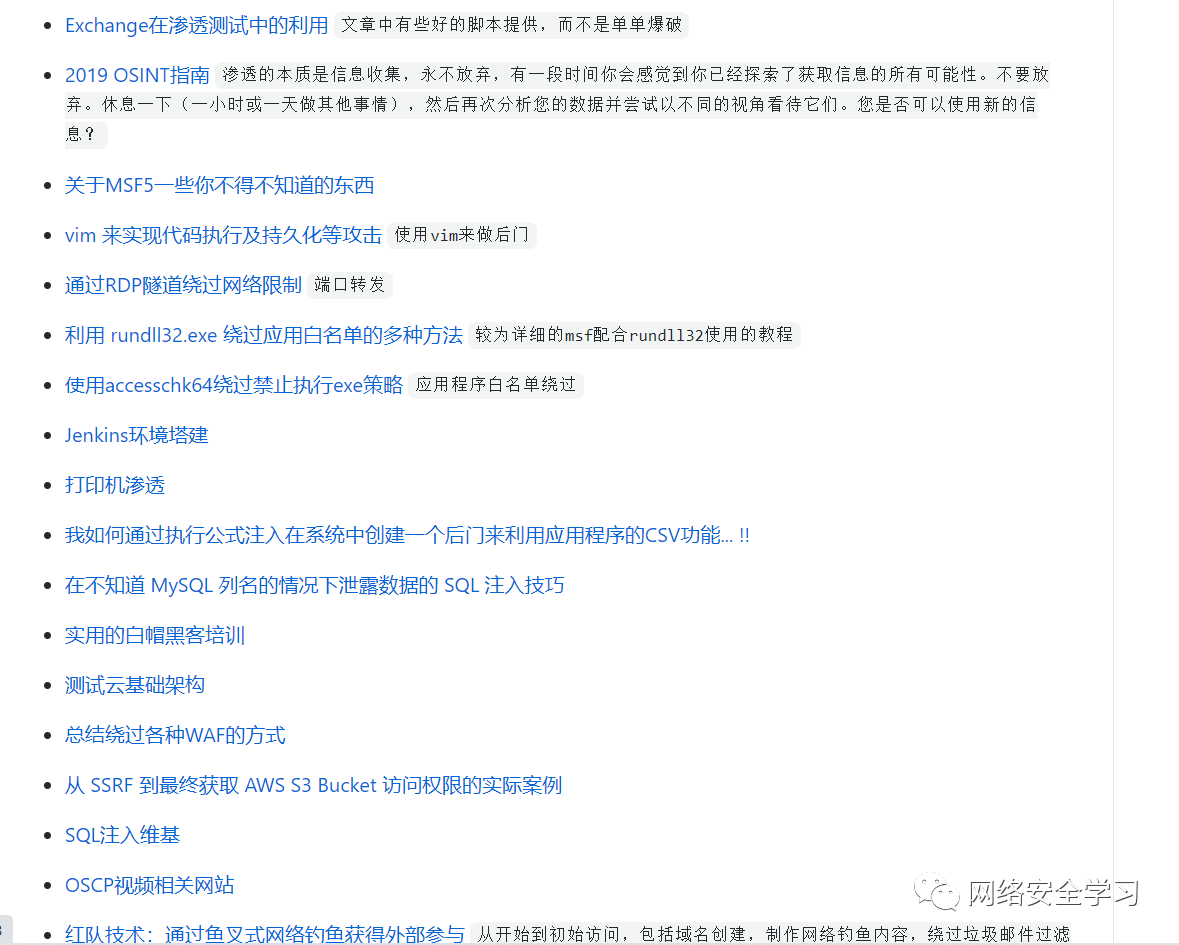 Exchange在渗透测试中的利用 文章中有些好的脚本提供，而不是单单爆破
2019 OSINT指南 渗透的本质是信息收集，永不放弃，有一段时间你会感觉到你已经探索了获取信息的所有可能性。不要放
弃。休息一下（一小时或一天做其他事情），然后再次分析您的数据并尝试以不同的视角看待它们。您是否可以使用新的信
息？
关于MSF5一些你不得不知道的东西
vim 来实现代码执行及持久化等攻击 使用vim来做后门
通过RDP隧道绕过网络限制 端口转发
利用 rundll32.exe 绕过应用白名单的多种方法 较为详细的msf配合rundll32使用的教程
使用accesschk64绕过禁止执行exe策略 应用程序白名单绕过
Jenkins环境塔建
打印机渗透
我如何通过执行公式注入在系统中创建一个后门来利用应用程序的CSV功能... !!
在不知道 MySQL 列名的情况下泄露数据的 SQL 注入技巧
实用的白帽黑客培训
测试云基础架构
总结绕过各种WAF的方式
从 SSRF 到最终获取 AWS S3 Bucket 访问权限的实际案例
SQL注入维基
OSCP视频相关网站
网络安全学习
红队技术：通过鱼叉式网络钓鱼获得外部参与 从开始到初始访问，包括域名创建，制作网络钓鱼内容，绕过垃圾邮件过滤